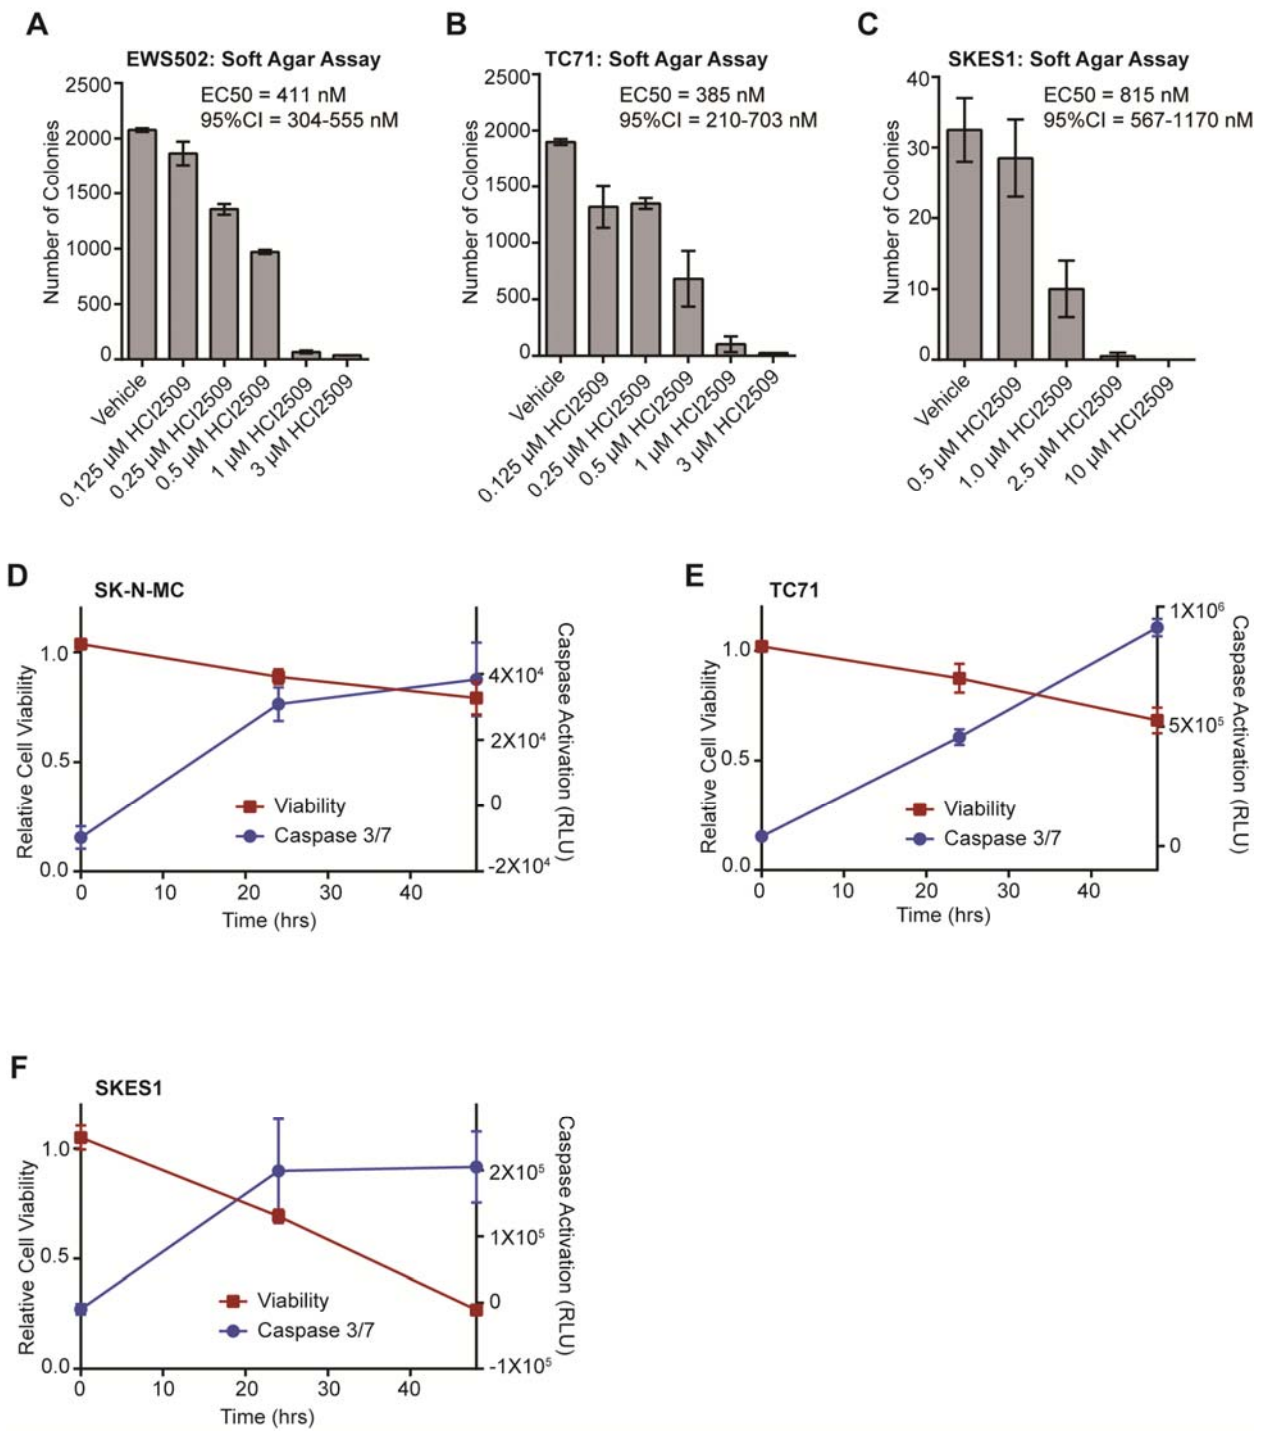 A
EWS502: Soft Agar Assay
EC50 = 411 nM
95%CI = 304-555 nM
Number of Colonies
2500
2000
1500
1000
500
0
Vehicle
0.125 µM HCI2509
0.25 µM HCI2509
0.5 µM HCI2509
1 µM HCI2509
3 µM HCI2509
B
TC71: Soft Agar Assay
EC50 = 385 nM
95%CI = 210-703 nM
Number of Colonies
2500
2000
1500
1000
500
0
Vehicle
0.125 µM HCI2509
0.25 µM HCI2509
0.5 µM HCI2509
1 µM HCI2509
3 µM HCI2509
C
SKES1: Soft Agar Assay
EC50 = 815 nM
95%CI = 567-1170 nM
Number of Colonies
40
30
20
10
0
Vehicle
0.5 µM HCI2509
1.0 µM HCI2509
2.5 µM HCI2509
10 µM HCI2509
D
SK-N-MC
Relative Cell Viability
1.0
0.5
0.0
Viability
Caspase 3/7
4X10⁴
2X10⁴
0
-2X10⁴
Caspase Activation (RLU)
0 10 20 30 40
Time (hrs)
E
TC71
Relative Cell Viability
1.0
0.5
0.0
Viability
Caspase 3/7
1X10⁶
5X10⁵
0
Caspase Activation (RLU)
0 10 20 30 40
Time (hrs)
F
SKES1
Relative Cell Viability
1.0
0.5
0.0
Viability
Caspase 3/7
2X10⁵
1X10⁵
0
-1X10⁵
Caspase Activation (RLU)
0 10 20 30 40
Time (hrs)